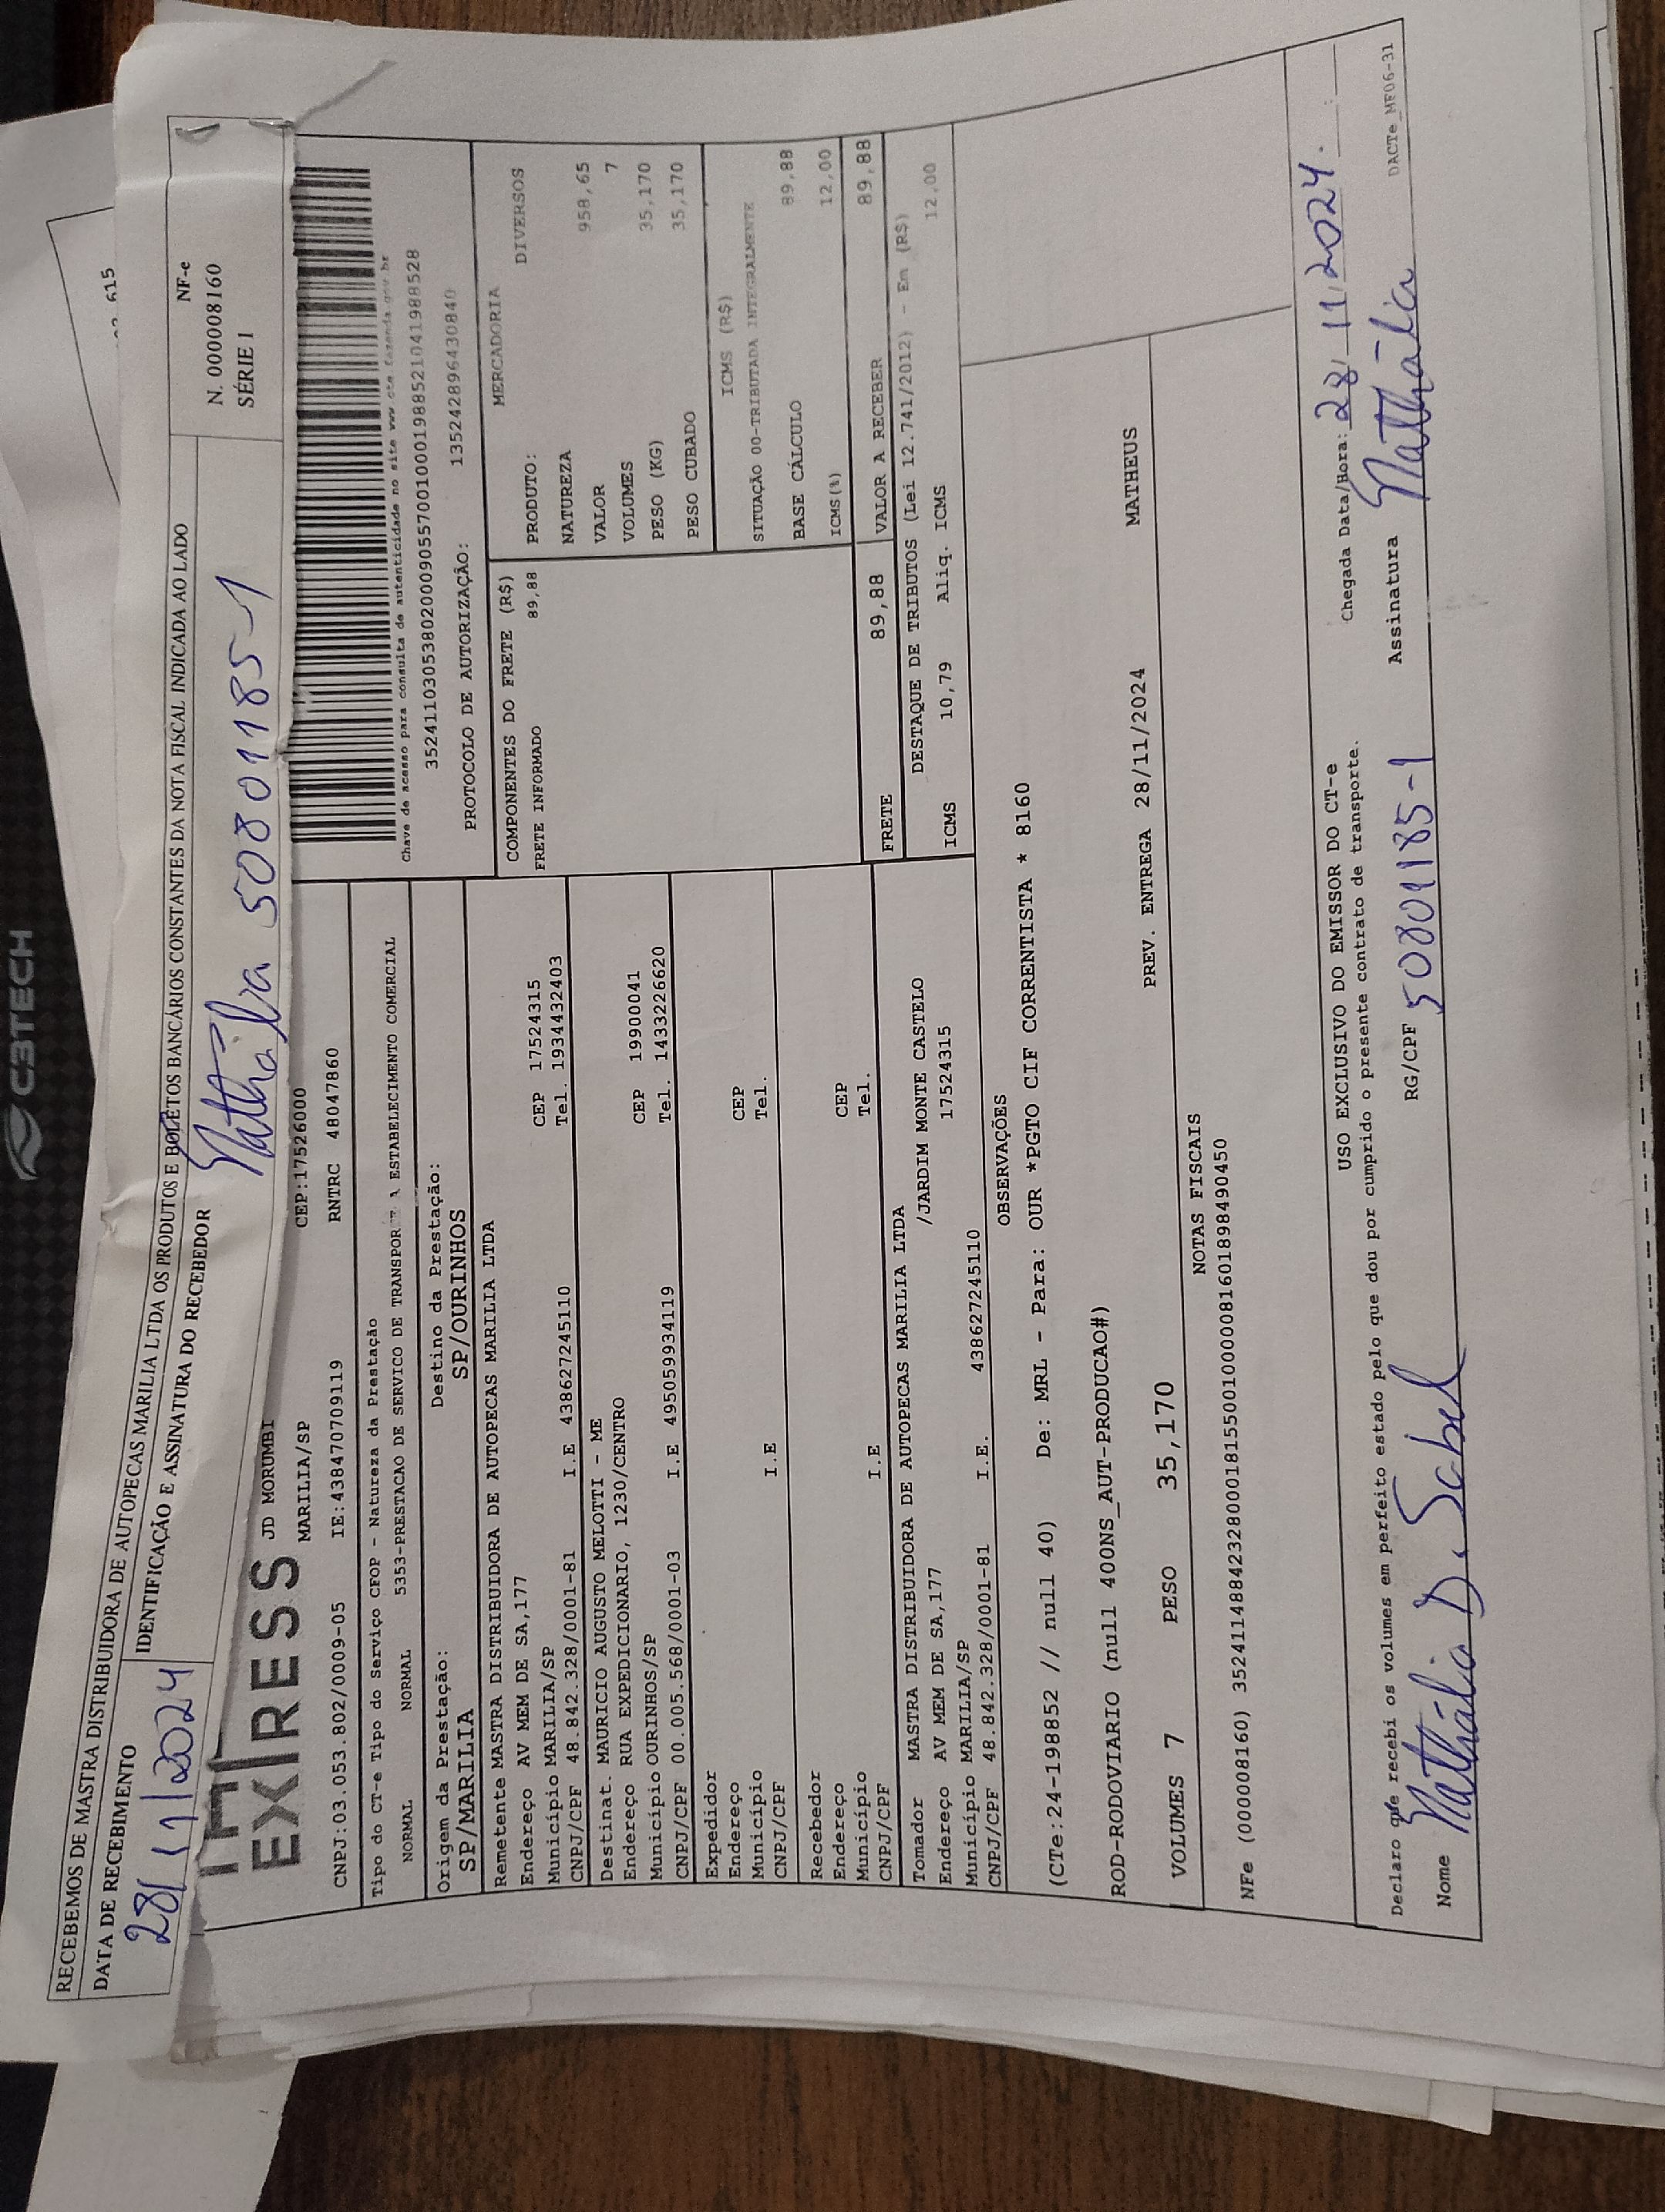 C3TECH
615
RECEBEMOS DE MASTRA DISTRIBUIDORA DE AUTOPECAS MARILIA LTDA OS PRODUTOS E BOLETOS BANCÁRIOS CONSTANTES DA NOTA FISCAL INDICADA AO LADO
NF-e
N. 000008160
SÉRIE 1
DATA DE RECEBIMENTO
IDENTIFICAÇÃO E ASSINATURA DO RECEBEDOR
28/11/2024
Nathália 50801185-1
EXPRESS
JD MORUMBI
MARILIA/SP
CEP:17526000
CNPJ:03.053.802/0009-05
IE:438470709119
RNTRC 48047860
Chave de acesso para consulta de autenticidade no site www.cte.fazenda.gov.br
35241103053802000905570010001988521041988528
PROTOCOLO DE AUTORIZAÇÃO: 135242896430840
Tipo do CT-e Tipo do Serviço CFOP - Natureza da Prestação
NORMAL NORMAL 5353-PRESTACAO DE SERVICO DE TRANSPORTE A ESTABELECIMENTO COMERCIAL
Origem da Prestação:
SP/MARILIA
Destino da Prestação:
SP/OURINHOS
Remetente MASTRA DISTRIBUIDORA DE AUTOPECAS MARILIA LTDA
Endereço AV MEM DE SA,177 CEP 17524315
Município MARILIA/SP Tel. 1934432403
CNPJ/CPF 48.842.328/0001-81 I.E 438627245110
Destinat. MAURICIO AUGUSTO MELOTTI - ME
Endereço RUA EXPEDICIONARIO, 1230/CENTRO CEP 19900041
Município OURINHOS/SP Tel. 1433226620
CNPJ/CPF 00.005.568/0001-03 I.E 495059934119
Expedidor
Endereço CEP
Município Tel.
CNPJ/CPF I.E
Recebedor
Endereço CEP
Município Tel.
CNPJ/CPF I.E
Tomador MASTRA DISTRIBUIDORA DE AUTOPECAS MARILIA LTDA
Endereço AV MEM DE SA,177 /JARDIM MONTE CASTELO
Município MARILIA/SP 17524315
CNPJ/CPF 48.842.328/0001-81 I.E. 438627245110
COMPONENTES DO FRETE (R$)
FRETE INFORMADO 89,88
MERCADORIA
PRODUTO: DIVERSOS
NATUREZA
VALOR 958,65
VOLUMES 7
PESO (KG) 35,170
PESO CUBADO 35,170
ICMS (R$)
SITUAÇÃO 00-TRIBUTADA INTEGRALMENTE
BASE CÁLCULO 89,88
ICMS(%) 12,00
FRETE 89,88 VALOR A RECEBER 89,88
DESTAQUE DE TRIBUTOS (Lei 12.741/2012) - Em (R$)
ICMS 10,79 Aliq. ICMS 12,00
OBSERVAÇÕES
(CTe:24-198852 // null 40) De: MRL - Para: OUR *PGTO CIF CORRENTISTA * 8160
ROD-RODOVIARIO (null 400NS_AUT-PRODUCAO#)
MATHEUS
VOLUMES 7 PESO 35,170 PREV. ENTREGA 28/11/2024
NOTAS FISCAIS
NFe (000008160) 35241148842328000181550010000081601898490450
USO EXCLUSIVO DO EMISSOR DO CT-e
Declaro que recebi os volumes em perfeito estado pelo que dou por cumprido o presente contrato de transporte.
Chegada Data/Hora: 28/11/2024. __:__
Nome Nathália D. Sabel RG/CPF 50801185-1 Assinatura Nathália
DACTe_MF06-31